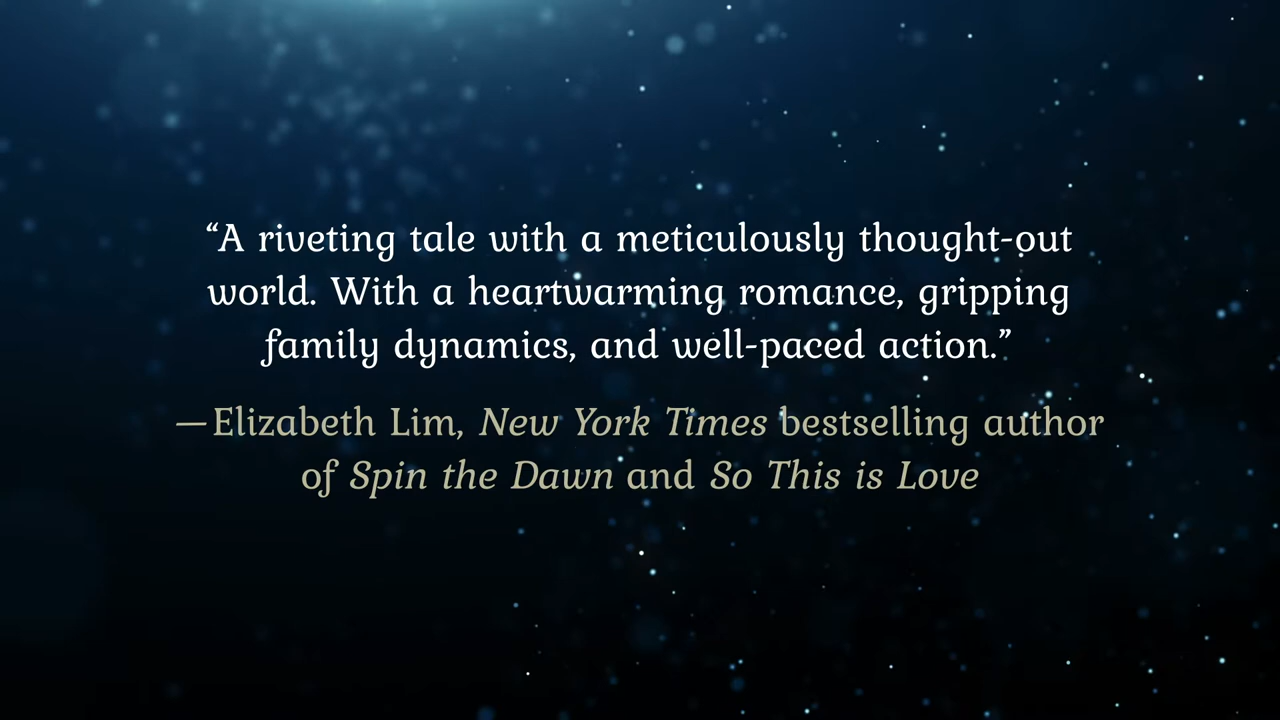 “A riveting tale with a meticulously thought-out
world. With a heartwarming romance, gripping
family dynamics, and well-paced action.”
—Elizabeth Lim, New York Times bestselling author
of Spin the Dawn and So This is Love